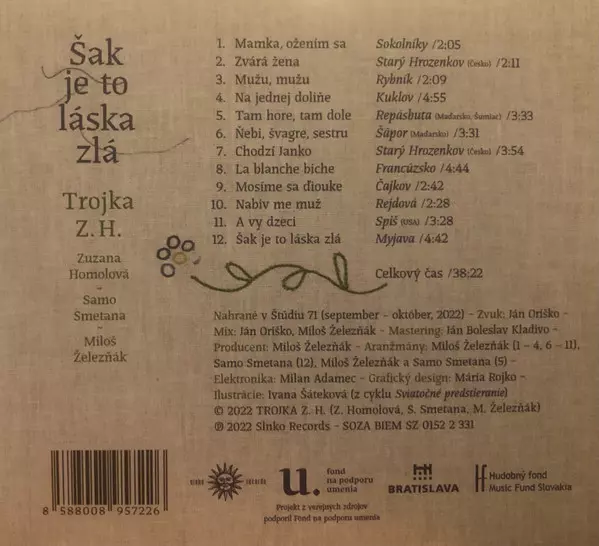 Šak
je to
láska
zlá
Trojka
Z. H.
Zuzana
Homolová
–
Samo
Smetana
–
Miloš
Železňák
1. Mamka, ožením sa Sokolníky /2:05
2. Zvárá žena Starý Hrozenkov (Česko) /2:11
3. Mužu, mužu Rybník /2:09
4. Na jednej doliňe Kuklov /4:55
5. Tam hore, tam dole Repásbuta (Maďarsko, Šumiac) /3:33
6. Ňebi, švagre, sestru Šápor (Maďarsko) /3:31
7. Chodzí Janko Starý Hrozenkov (Česko) /3:54
8. La blanche biche Francúzsko /4:44
9. Mosíme sa ďiouke Čajkov /2:42
10. Nabiv me muž Rejdová /2:28
11. A vy dzeci Spiš (USA) /3:28
12. Šak je to láska zlá Myjava /4:42
Celkový čas /38:22
Nahrané v Štúdiu 71 (september – október, 2022) – Zvuk: Ján Oriško –
Mix: Ján Oriško, Miloš Železňák – Mastering: Ján Boleslav Kladivo –
Producent: Miloš Železňák – Aranžmány: Miloš Železňák (1 – 4, 6 – 11),
Samo Smetana (12), Miloš Železňák a Samo Smetana (5) –
Elektronika: Milan Adamec – Grafický design: Mária Rojko –
Ilustrácie: Ivana Šáteková (z cyklu Sviatočné predstieranie)
© 2022 TROJKA Z. H. (Z. Homolová, S. Smetana, M. Železňák)
℗ 2022 Slnko Records – SOZA BIEM SZ 0152 2 331
8 588008 957226
u.
fond
na podporu
umenia
Projekt z verejných zdrojov
podporil Fond na podporu umenia
BRATISLAVA
Hudobný fond
Music Fund Slovakia